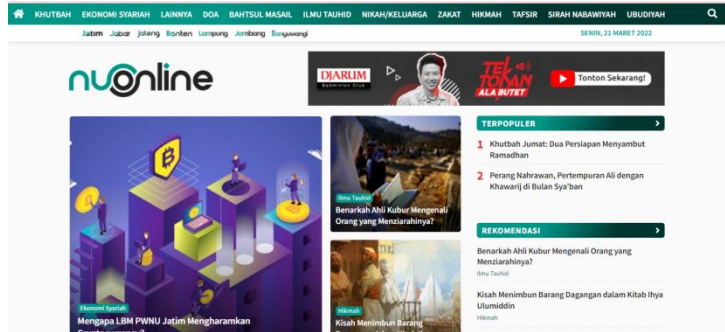 KHUTBAH EKONOMI SYARIAH LAINNYA DOA BAHTSUL MASAIL ILMU TAUHID NIKAH/KELUARGA ZAKAT HIKMAH TAFSIR SIRAH NABAWIYAH UBUDIYAH
Jatim Jabar Jateng Banten Lampung Jombang Banyuwangi
SENIN, 21 MARET 2022
nuonline
DJARUM
Badminton Club
TEKTOKAN
ALA BUTET
Tonton Sekarang!
Ekonomi Syariah
Mengapa LBM PWNU Jatim Mengharamkan
Ilmu Tauhid
Benarkah Ahli Kubur Mengenali
Orang yang Menziarahinya?
Hikmah
Kisah Menimbun Barang
TERPOPULER
1 Khutbah Jumat: Dua Persiapan Menyambut
Ramadhan
2 Perang Nahrawan, Pertempuran Ali dengan
Khawarij di Bulan Sya'ban
REKOMENDASI
Benarkah Ahli Kubur Mengenali Orang yang
Menziarahinya?
Ilmu Tauhid
Kisah Menimbun Barang Dagangan dalam Kitab Ihya
Ulumiddin
Hikmah